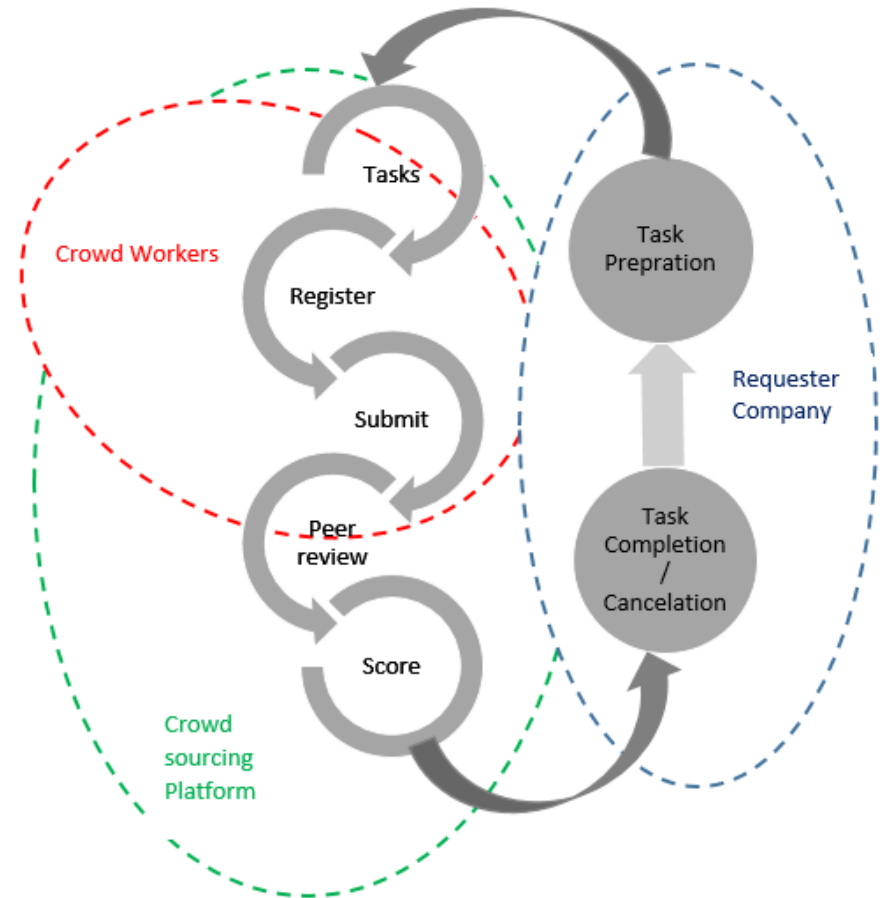 Tasks
Crowd Workers
Register
Submit
Peer
review
Score
Crowd
sourcing
Platform
Task
Prepration
Requester
Company
Task
Completion
/
Cancelation